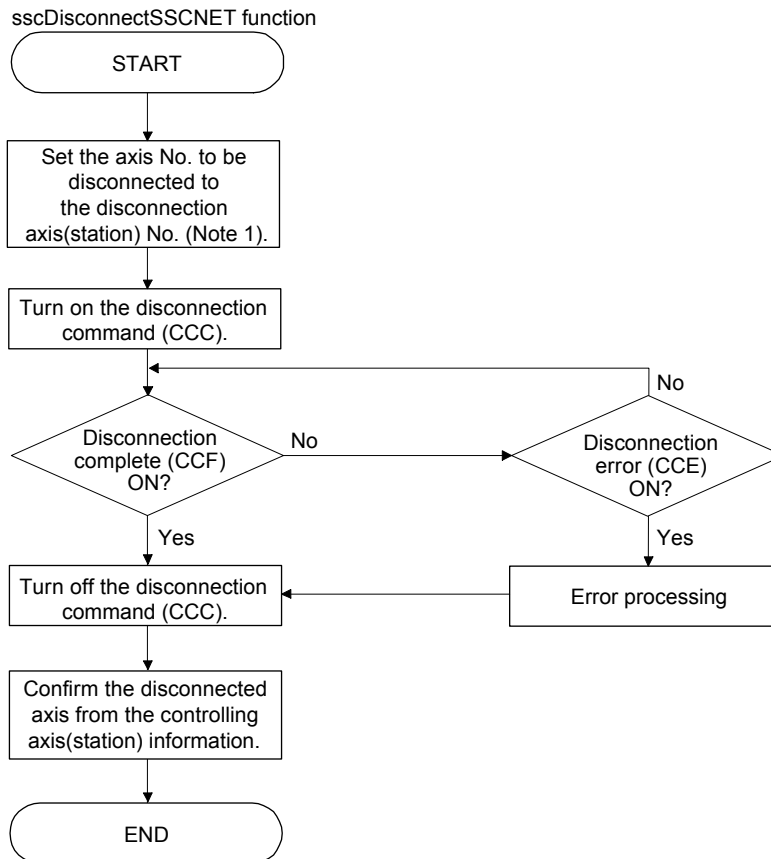 sscDisconnectSSCNET function
START
Set the axis No. to be
disconnected to
the disconnection
axis(station) No. (Note 1).
Turn on the disconnection
command (CCC).
No
Disconnection
complete (CCF)
ON?
No
Disconnection
error (CCE)
ON?
Yes
Yes
Turn off the disconnection
command (CCC).
Error processing
Confirm the disconnected
axis from the controlling
axis(station) information.
END